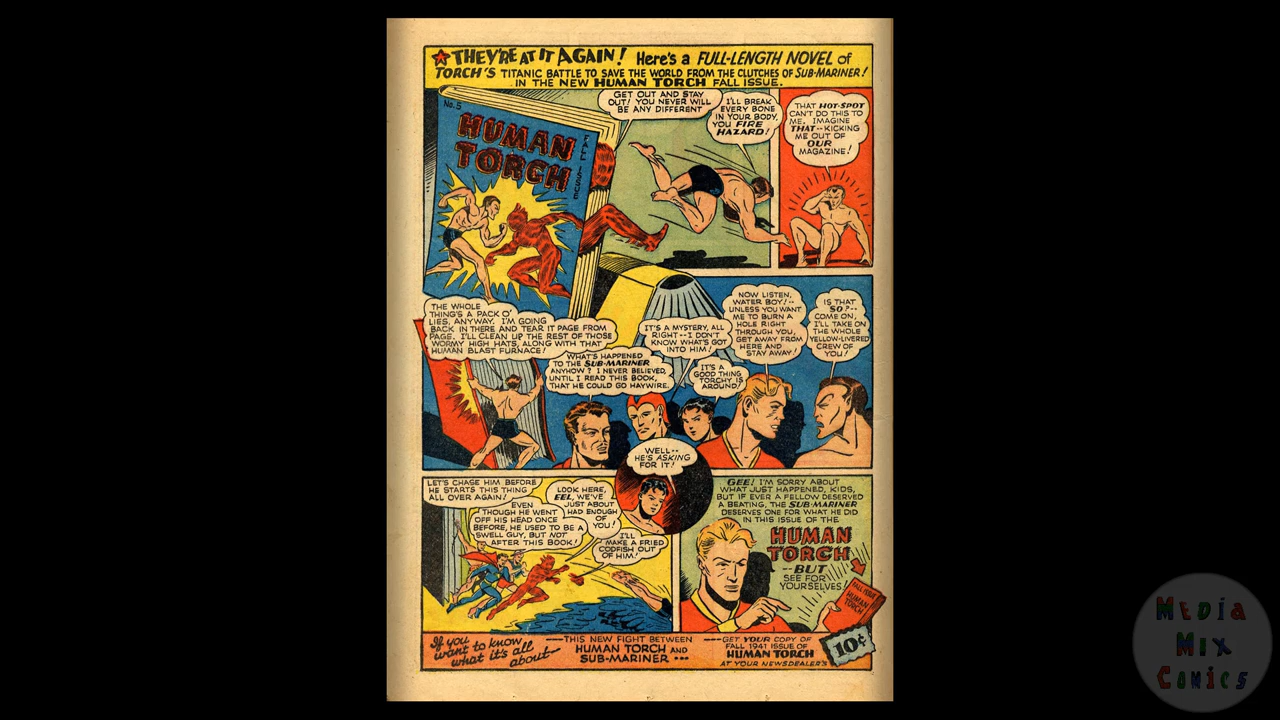 THEY'RE AT IT AGAIN! Here's a FULL-LENGTH NOVEL of
TORCH'S TITANIC BATTLE TO SAVE THE WORLD FROM THE CLUTCHES OF SUB-MARINER!
IN THE NEW HUMAN TORCH FALL ISSUE.
No. 5
HUMAN
TORCH
FALL ISSUE
GET OUT AND STAY
OUT! YOU NEVER WILL
BE ANY DIFFERENT
I'LL BREAK
EVERY BONE
IN YOUR BODY,
YOU FIRE
HAZARD!
THAT HOT-SPOT
CAN'T DO THIS TO
ME. IMAGINE
THAT--KICKING
ME OUT OF
OUR
MAGAZINE!
THE WHOLE
THING'S A PACK O'
LIES, ANYWAY. I'M GOING
BACK IN THERE AND TEAR IT PAGE FROM
PAGE. I'LL CLEAN UP THE REST OF THOSE
WORMY HIGH HATS, ALONG WITH THAT
HUMAN BLAST FURNACE!
WHAT'S HAPPENED
TO THE SUB-MARINER
ANYHOW? I NEVER BELIEVED,
UNTIL I READ THIS BOOK,
THAT HE COULD GO HAYWIRE.
IT'S A MYSTERY, ALL
RIGHT--I DON'T
KNOW WHAT'S GOT
INTO HIM!
IT'S A
GOOD THING
TORCHY IS
AROUND!
NOW LISTEN,
WATER BOY!--
UNLESS YOU WANT
ME TO BURN A
HOLE RIGHT
THROUGH YOU,
GET AWAY FROM
HERE AND
STAY AWAY!
IS THAT
SO?--
COME ON,
I'LL TAKE ON
THE WHOLE
YELLOW-LIVERED
CREW OF
YOU!
LET'S CHASE HIM BEFORE
HE STARTS THIS THING
ALL OVER AGAIN!
EVEN
THOUGH HE WENT
OFF HIS HEAD ONCE
BEFORE, HE USED TO BE A
SWELL GUY, BUT NOT
AFTER THIS BOOK!
LOOK HERE,
EEL, WE'VE
JUST ABOUT
HAD ENOUGH
OF
YOU!
I'LL
MAKE A FRIED
CODFISH OUT
OF HIM!
WELL--
HE'S ASKING
FOR IT!
GEE! I'M SORRY ABOUT
WHAT JUST HAPPENED, KIDS,
BUT IF EVER A FELLOW DESERVED
A BEATING, THE SUB-MARINER
DESERVES ONE FOR WHAT HE DID
IN THIS ISSUE OF THE
HUMAN
TORCH
--BUT
SEE FOR
YOURSELVES!
FALL ISSUE
HUMAN
TORCH
If you
want to know
what it's all
about--
--THIS NEW FIGHT BETWEEN
HUMAN TORCH AND
SUB-MARINER ---
---GET YOUR COPY OF
FALL 1941 ISSUE OF
HUMAN TORCH
AT YOUR NEWSDEALER'S
10¢
MEDIA
MIX
COMICS